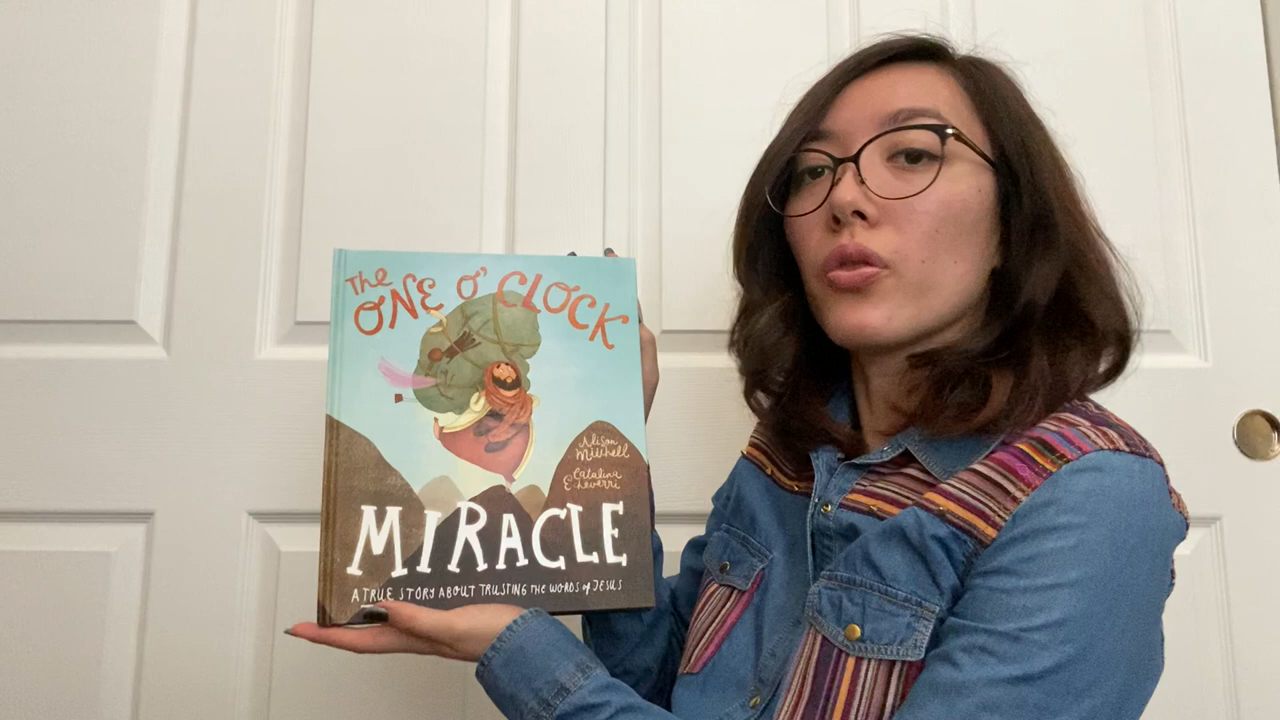 The
ONE O' CLOCK
Alison
Mitchell
Catalina
Echeverri
MIRACLE
A TRUE STORY ABOUT TRUSTING THE WORDS of JESUS